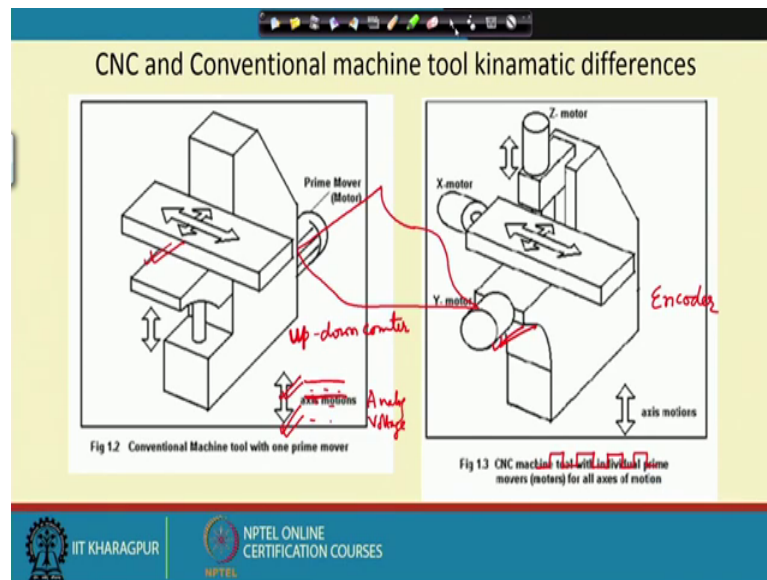 CNC and Conventional machine tool kinamatic differences
Prime Mover
(Motor)
up-down counter
axis motions
Analog
Voltage
Fig 1.2 Conventional Machine tool with one prime mover
Z- motor
X-motor
Y- motor
Encoder
axis motions
Fig 1.3 CNC machine tool with individual prime
movers (motors) for all axes of motion
IIT KHARAGPUR
NPTEL
NPTEL ONLINE
CERTIFICATION COURSES